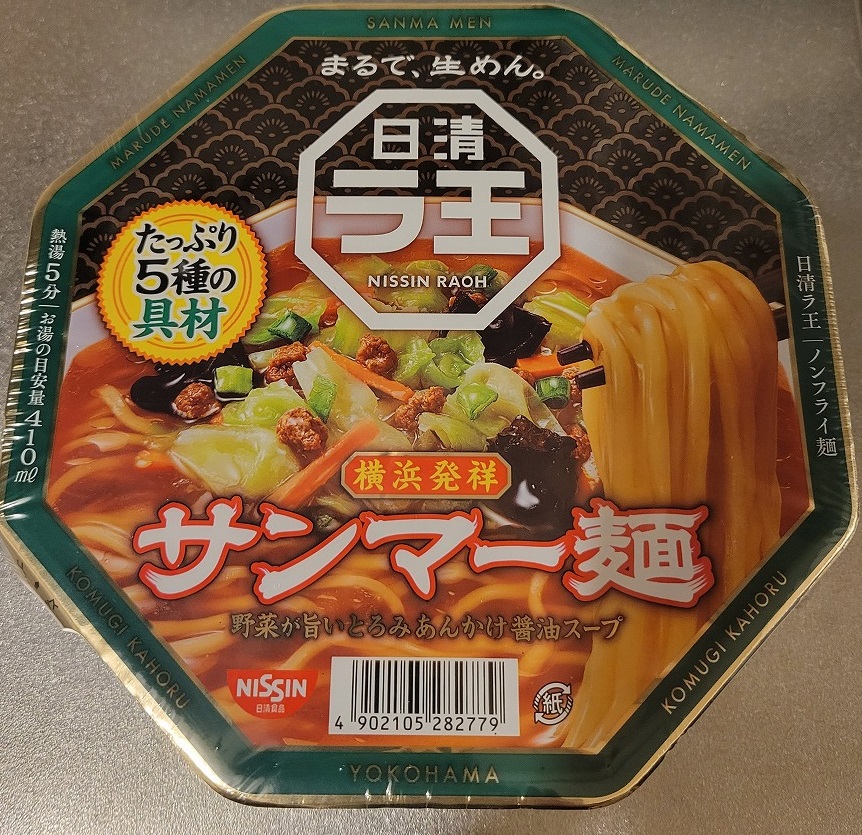 SANMA MEN
MARUDE NAMAMEN
MARUDE NAMAMEN
まるで、生めん。
日清
ラ王
NISSIN RAOH
たっぷり
5種の
具材
熱湯5分 お湯の目安量410ml
日清ラ王 ノンフライ麺
横浜発祥
サンマー麺
野菜が旨いとろみあんかけ醤油スープ
NISSIN
日清食品
4 902105 282779
紙
KOMUGI KAHORU
KOMUGI KAHORU
YOKOHAMA